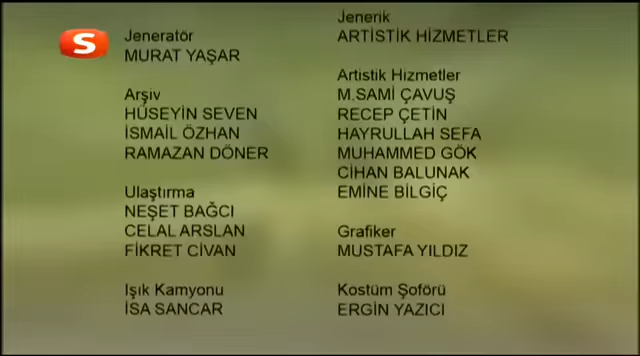 S
Jeneratör
MURAT YAŞAR
Arşiv
HÜSEYİN SEVEN
İSMAİL ÖZHAN
RAMAZAN DÖNER
Ulaştırma
NEŞET BAĞCI
CELAL ARSLAN
FİKRET CİVAN
Işık Kamyonu
İSA SANCAR
Jenerik
ARTİSTİK HİZMETLER
Artistik Hizmetler
M.SAMİ ÇAVUŞ
RECEP ÇETİN
HAYRULLAH SEFA
MUHAMMED GÖK
CİHAN BALUNAK
EMİNE BİLGİÇ
Grafiker
MUSTAFA YILDIZ
Kostüm Şoförü
ERGİN YAZICI